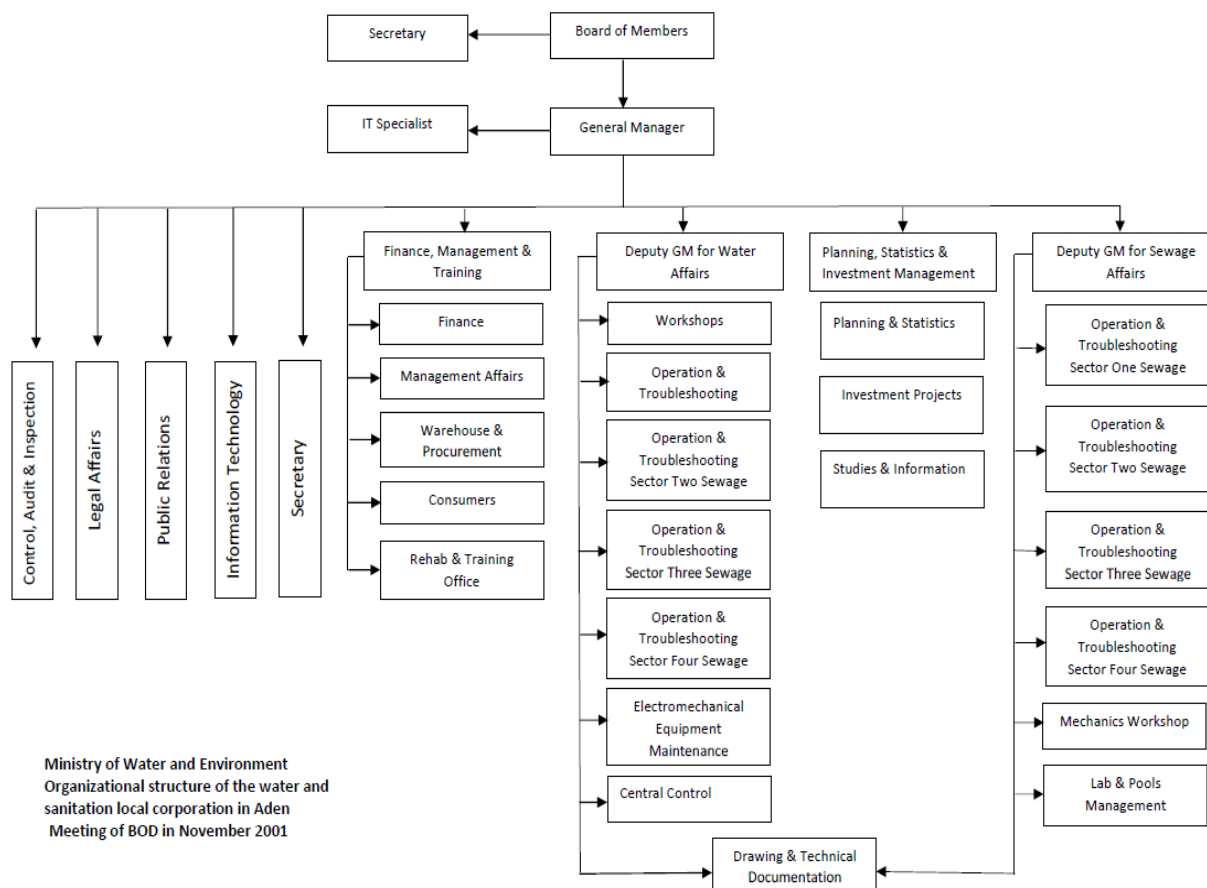 Secretary
Board of Members
IT Specialist
General Manager
Control, Audit & Inspection
Legal Affairs
Public Relations
Information Technology
Secretary
Finance, Management &
Training
Finance
Management Affairs
Warehouse &
Procurement
Consumers
Rehab & Training
Office
Deputy GM for Water
Affairs
Workshops
Operation &
Troubleshooting
Operation &
Troubleshooting
Sector Two Sewage
Operation &
Troubleshooting
Sector Three Sewage
Operation &
Troubleshooting
Sector Four Sewage
Electromechanical
Equipment
Maintenance
Central Control
Planning, Statistics &
Investment Management
Planning & Statistics
Investment Projects
Studies & Information
Deputy GM for Sewage
Affairs
Operation &
Troubleshooting
Sector One Sewage
Operation &
Troubleshooting
Sector Two Sewage
Operation &
Troubleshooting
Sector Three Sewage
Operation &
Troubleshooting
Sector Four Sewage
Mechanics Workshop
Lab & Pools
Management
Drawing & Technical
Documentation
Ministry of Water and Environment
Organizational structure of the water and
sanitation local corporation in Aden
Meeting of BOD in November 2001